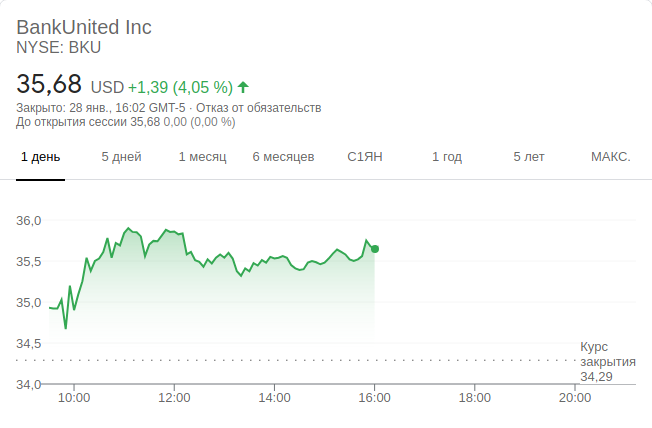 BankUnited Inc
NYSE: BKU
35,68 USD +1,39 (4,05 %)
Закрыто: 28 янв., 16:02 GMT-5 · Отказ от обязательств
До открытия сессии 35,68 0,00 (0,00 %)
1 день 5 дней 1 месяц 6 месяцев С1ЯН 1 год 5 лет МАКС.
36,0
35,5
35,0
34,5
Курс
закрытия
34,29
34,0
10:00 12:00 14:00 16:00 18:00 20:00